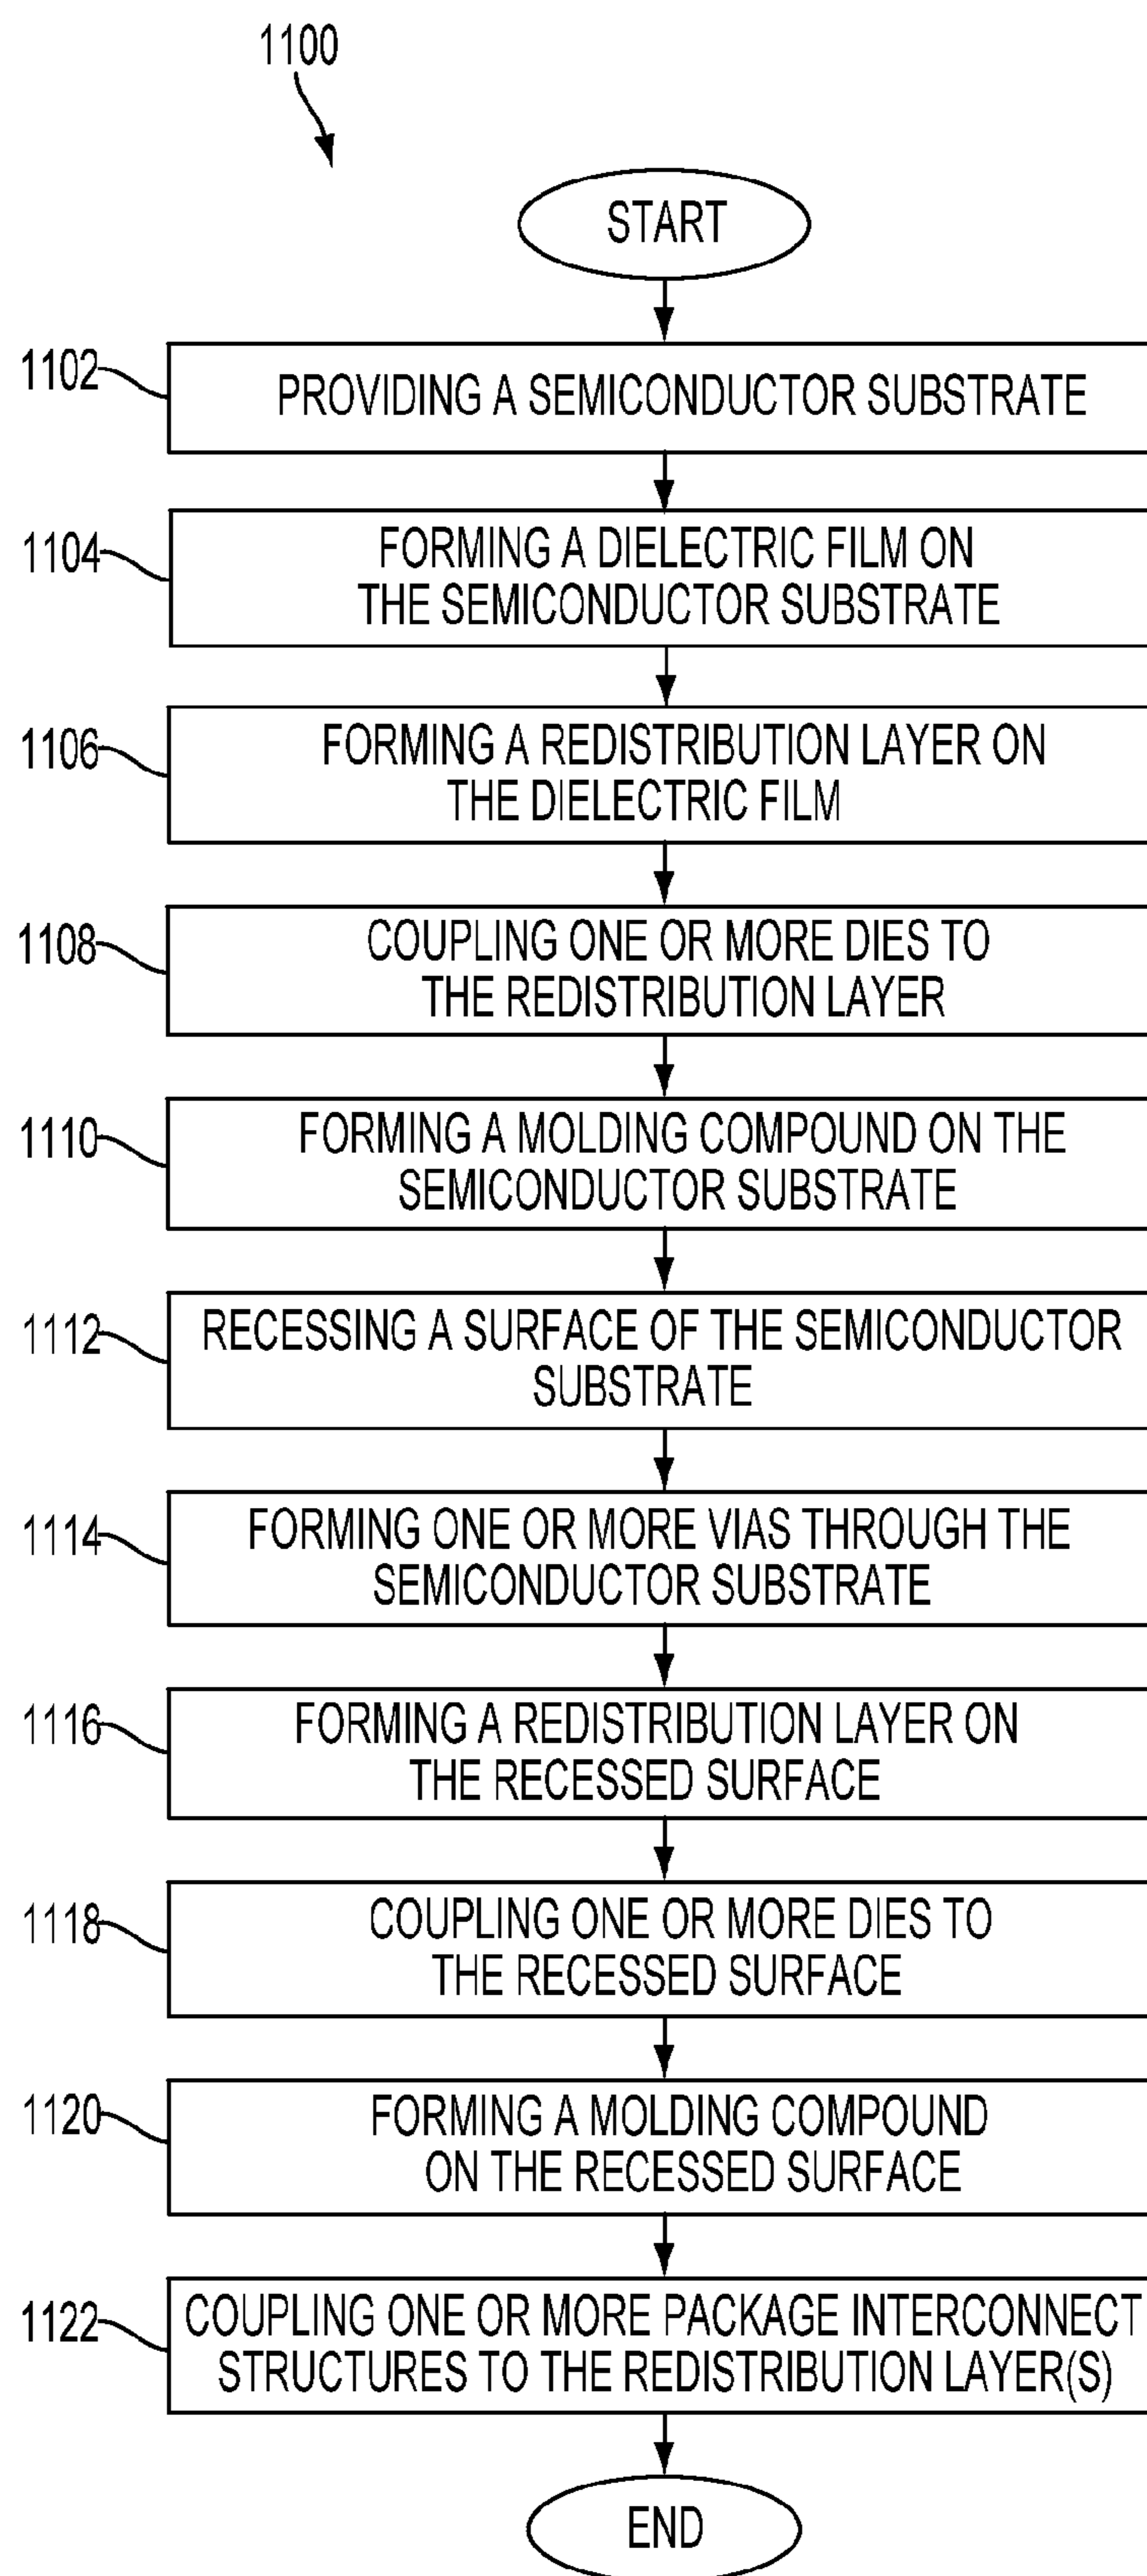 1100
START
1102
PROVIDING A SEMICONDUCTOR SUBSTRATE
1104
FORMING A DIELECTRIC FILM ON
THE SEMICONDUCTOR SUBSTRATE
1106
FORMING A REDISTRIBUTION LAYER ON
THE DIELECTRIC FILM
1108
COUPLING ONE OR MORE DIES TO
THE REDISTRIBUTION LAYER
1110
FORMING A MOLDING COMPOUND ON THE
SEMICONDUCTOR SUBSTRATE
1112
RECESSING A SURFACE OF THE SEMICONDUCTOR
SUBSTRATE
1114
FORMING ONE OR MORE VIAS THROUGH THE
SEMICONDUCTOR SUBSTRATE
1116
FORMING A REDISTRIBUTION LAYER ON
THE RECESSED SURFACE
1118
COUPLING ONE OR MORE DIES TO
THE RECESSED SURFACE
1120
FORMING A MOLDING COMPOUND
ON THE RECESSED SURFACE
1122
COUPLING ONE OR MORE PACKAGE INTERCONNECT
STRUCTURES TO THE REDISTRIBUTION LAYER(S)
END